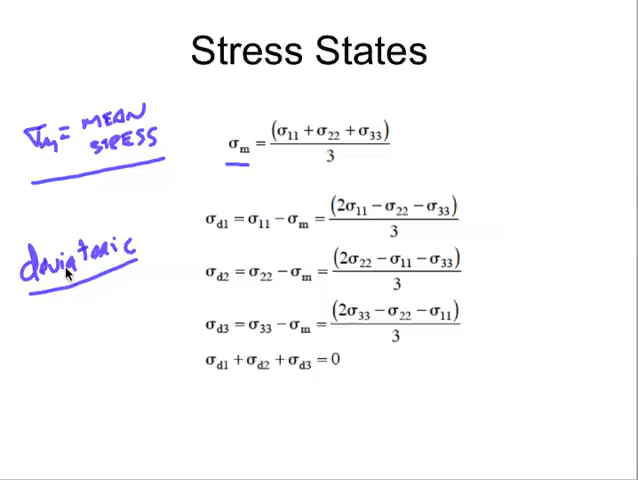 Stress States
σm = MEAN
STRESS
σm = (σ11 + σ22 + σ33) / 3
σd1 = σ11 − σm = (2σ11 − σ22 − σ33) / 3
deviatoric
σd2 = σ22 − σm = (2σ22 − σ11 − σ33) / 3
σd3 = σ33 − σm = (2σ33 − σ22 − σ11) / 3
σd1 + σd2 + σd3 = 0